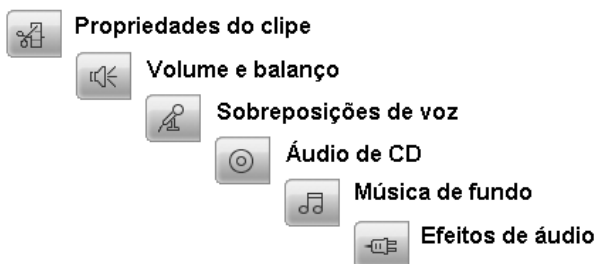 Propriedades do clipe
Volume e balanço
Sobreposições de voz
Áudio de CD
Música de fundo
Efeitos de áudio